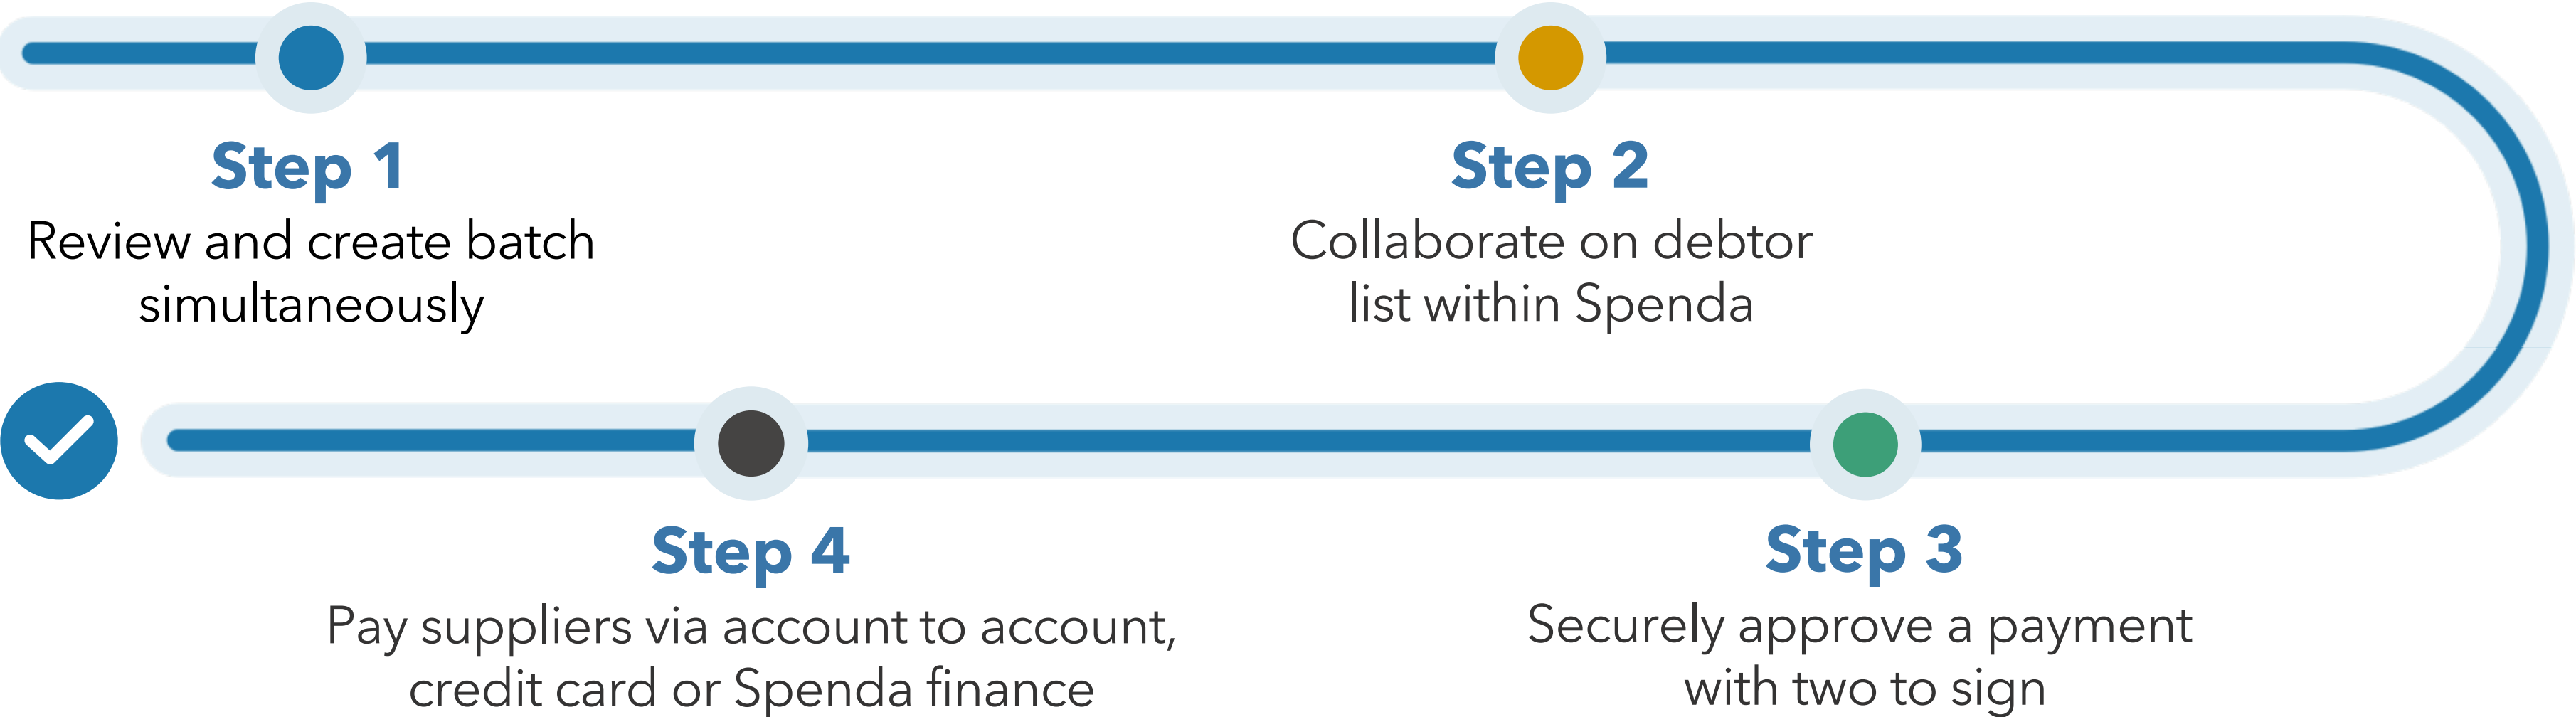 Step 1
Review and create batch
simultaneously
Step 2
Collaborate on debtor
list within Spenda
Step 3
Securely approve a payment
with two to sign
Step 4
Pay suppliers via account to account,
credit card or Spenda finance